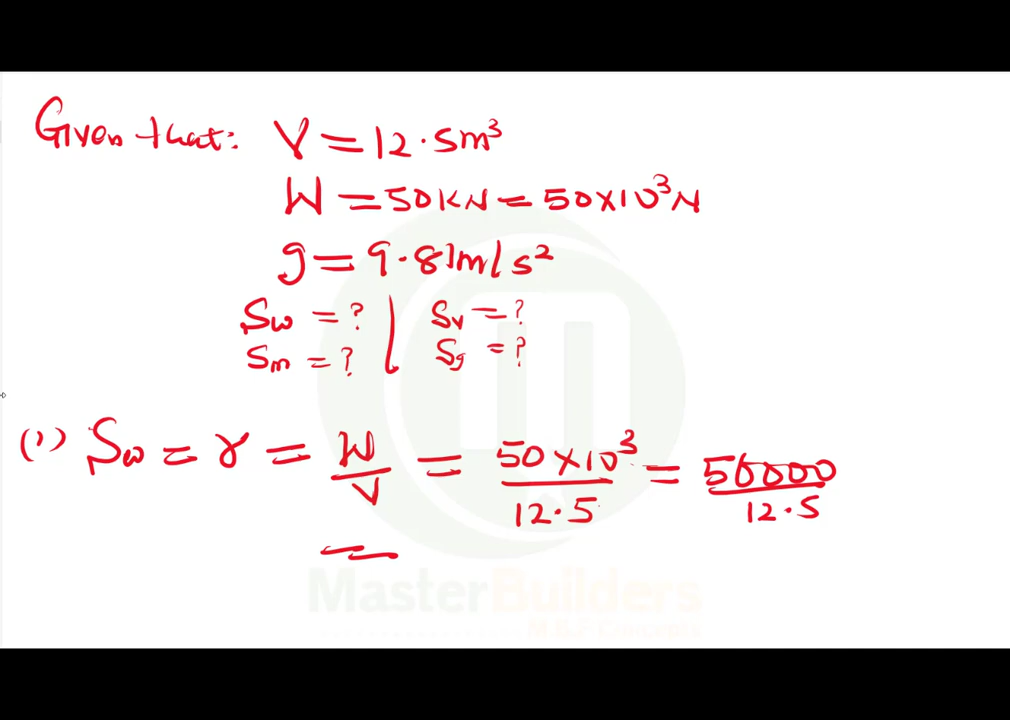 Given that: V = 12.5m³
W = 50KN = 50×10³N
g = 9.81m/s²
Sw = ? | Sv = ?
Sm = ? | Sg = ?
(1) Sw = γ = W/V = 50×10³/12.5 = 50000/12.5
MasterBuilders